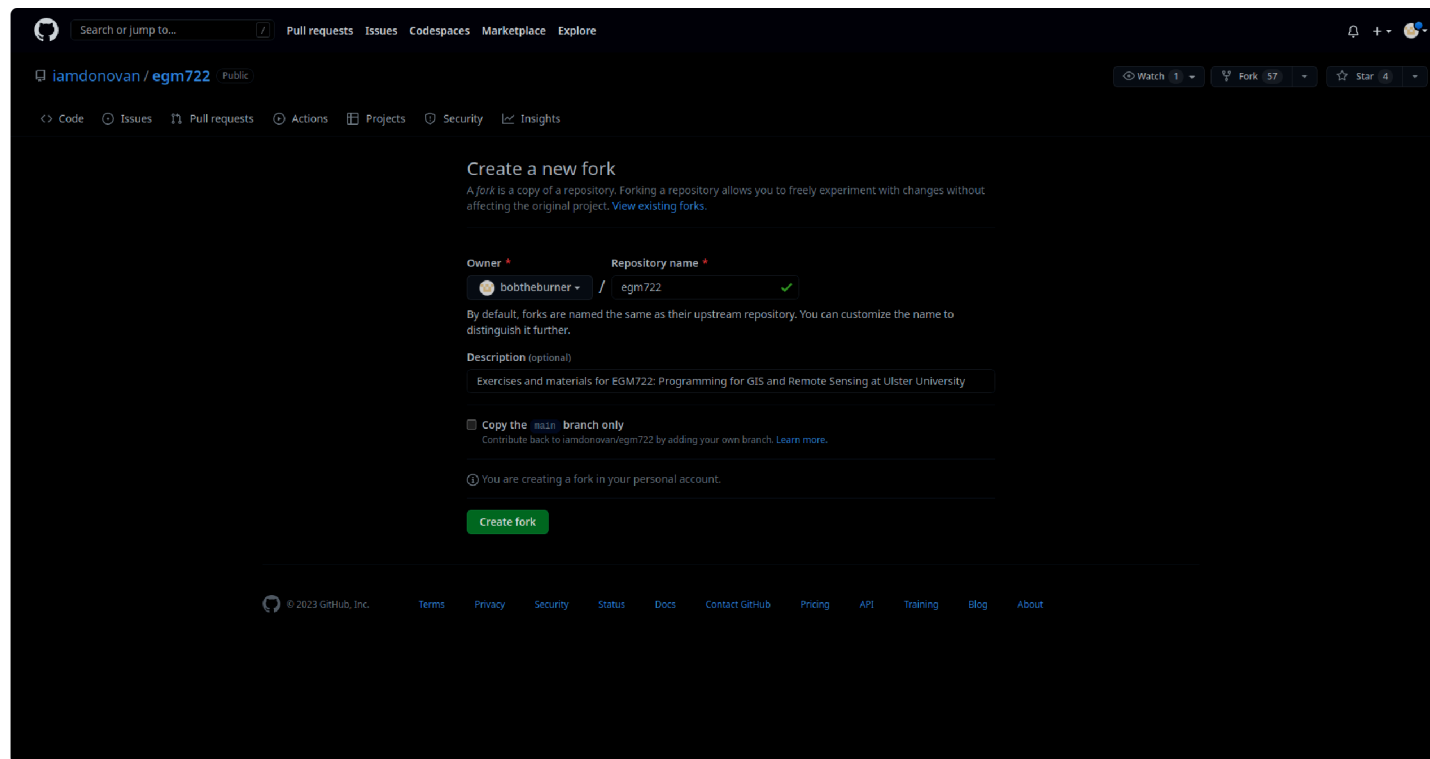 Search or jump to... / Pull requests Issues Codespaces Marketplace Explore
iamdonovan / egm722 Public Watch 1 Fork 57 Star 4
<> Code Issues Pull requests Actions Projects Security Insights
Create a new fork
A fork is a copy of a repository. Forking a repository allows you to freely experiment with changes without
affecting the original project. View existing forks.
Owner * Repository name *
bobtheburner / egm722
By default, forks are named the same as their upstream repository. You can customize the name to
distinguish it further.
Description (optional)
Exercises and materials for EGM722: Programming for GIS and Remote Sensing at Ulster University
Copy the main branch only
Contribute back to iamdonovan/egm722 by adding your own branch. Learn more.
You are creating a fork in your personal account.
Create fork
© 2023 GitHub, Inc. Terms Privacy Security Status Docs Contact GitHub Pricing API Training Blog About